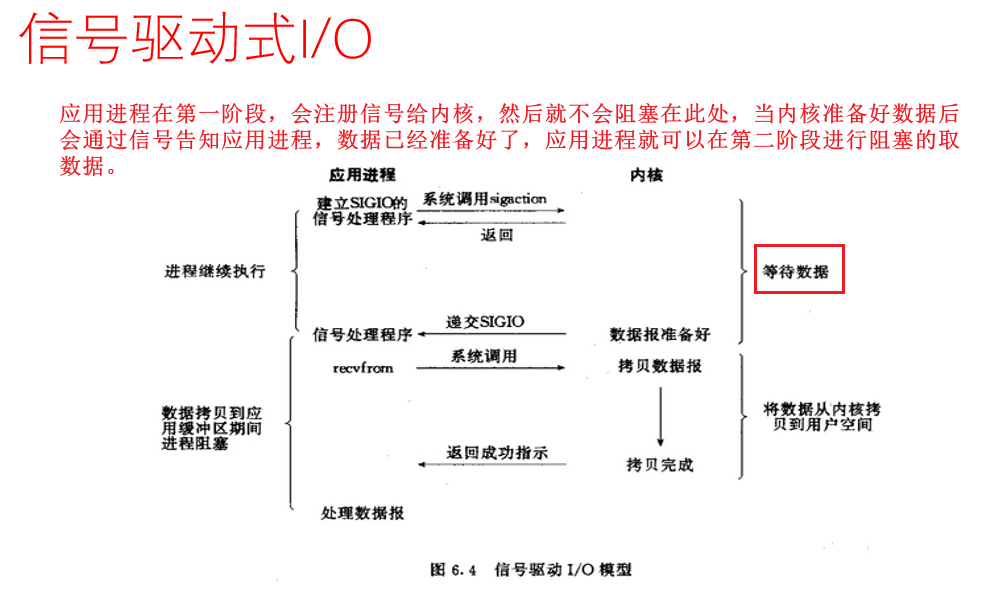 信号驱动式I/O
应用进程在第一阶段，会注册信号给内核，然后就不会阻塞在此处，当内核准备好数据后
会通过信号告知应用进程，数据已经准备好了，应用进程就可以在第二阶段进行阻塞的取
数据。
应用进程
内核
建立SIGIO的
信号处理程序
系统调用sigaction
返回
进程继续执行
等待数据
信号处理程序
递交SIGIO
数据报准备好
recvfrom
系统调用
拷贝数据报
数据拷贝到应
用缓冲区期间
进程阻塞
将数据从内核拷
贝到用户空间
返回成功指示
拷贝完成
处理数据报
图 6.4 信号驱动 I/O 模型